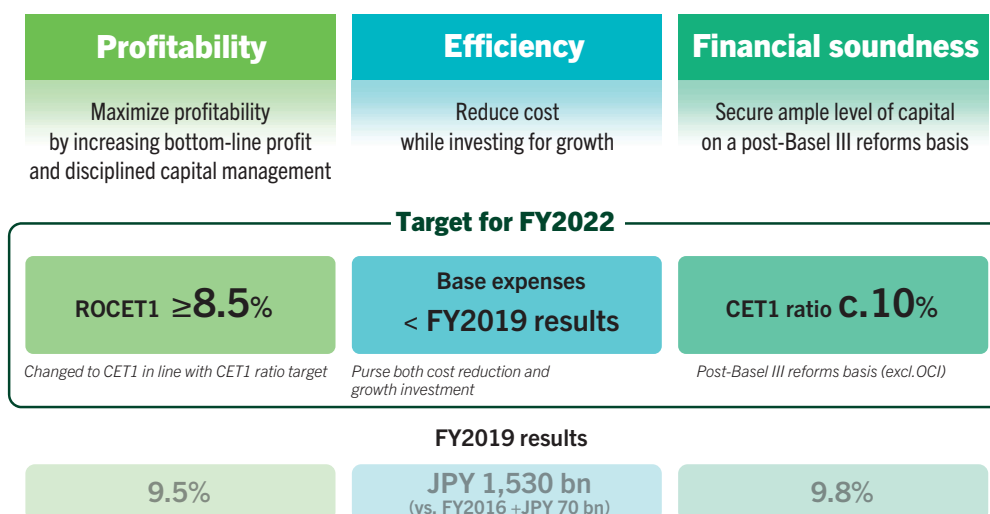 Profitability
Efficiency
Financial soundness
Maximize profitability
by increasing bottom-line profit
and disciplined capital management
Reduce cost
while investing for growth
Secure ample level of capital
on a post-Basel III reforms basis
Target for FY2022
ROCET1 ≥8.5%
Base expenses
< FY2019 results
CET1 ratio c.10%
Changed to CET1 in line with CET1 ratio target
Purse both cost reduction and
growth investment
Post-Basel III reforms basis (excl.OCI)
FY2019 results
9.5%
JPY 1,530 bn
(vs. FY2016 +JPY 70 bn)
9.8%